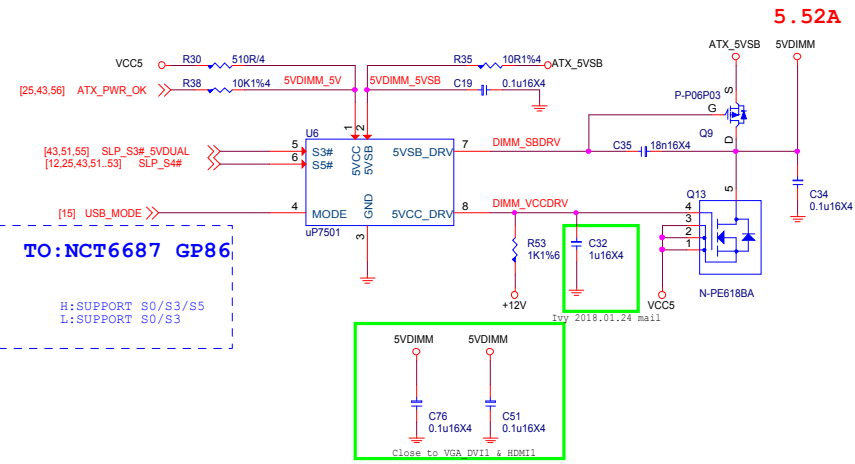 5.52A
ATX_5VSB 5VDIMM
VCC5 R30 510R/4 R35 10R1%4 ATX_5VSB
[25,43,56] ATX_PWR_OK R38 10K1%4 5VDIMM_5V 5VDIMM_5VSB C19 0.1u16X4
P-P06P03 S
G
Q9
D
U6 1 2
[43,51,55] SLP_S3#_5VDUAL 5 S3# 5VCC 5VSB 5VSB_DRV 7 DIMM_SBDRV C35 18n16X4
[12,25,43,51..53] SLP_S4# 6 S5#
C34
0.1u16X4
Q13 5
[15] USB_MODE 4 MODE GND 5VCC_DRV 8 DIMM_VCCDRV 4
3
2
1
uP7501 3
R53
1K1%6
C32
1u16X4
+12V VCC5 N-PE618BA
Ivy 2018.01.24 mail
TO:NCT6687 GP86
H:SUPPORT S0/S3/S5
L:SUPPORT S0/S3
5VDIMM 5VDIMM
C76 C51
0.1u16X4 0.1u16X4
Close to VGA_DVI1 & HDMI1